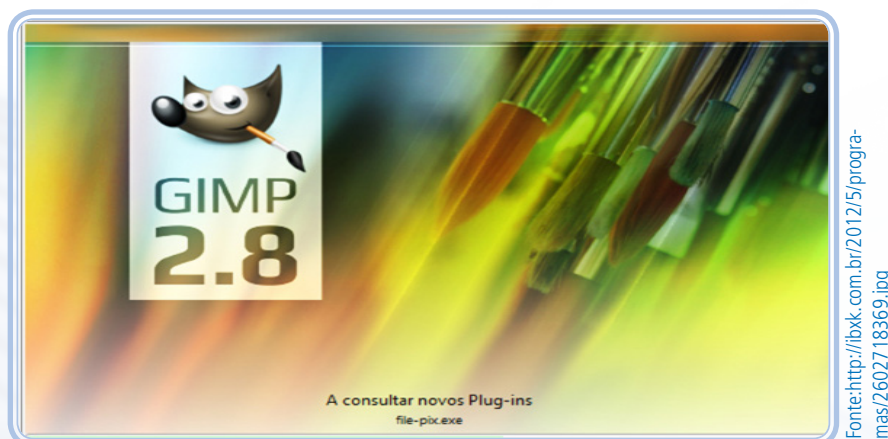 GIMP
2.8
A consultar novos Plug-ins
file-pix.exe
Fonte:http://ibxk.com.br/2012/5/progra-
mas/2602718369.jpg